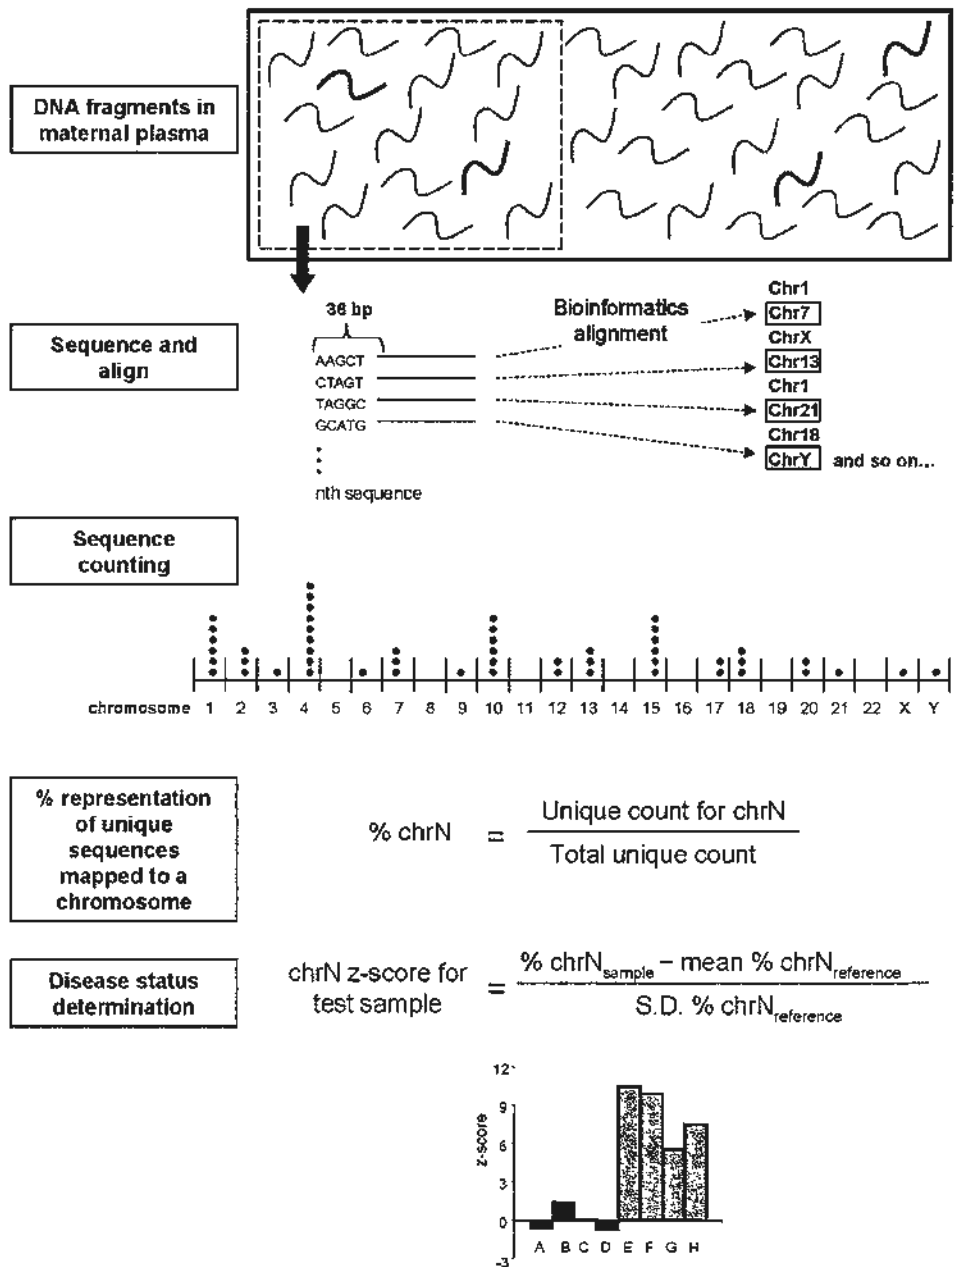 DNA fragments in
maternal plasma
Sequence and
align
36 bp
AAGCT
CTAGT
TAGGC
GCATG
nth sequence
Bioinformatics
alignment
Chr1
Chr7
ChrX
Chr13
Chr1
Chr21
Chr18
ChrY and so on...
Sequence
counting
chromosome 1 2 3 4 5 6 7 8 9 10 11 12 13 14 15 16 17 18 19 20 21 22 X Y
% representation
of unique
sequences
mapped to a
chromosome
% chrN = Unique count for chrN
Total unique count
Disease status
determination
chrN z-score for
test sample
= % chrNsample – mean % chrNreference
S.D. % chrNreference
z-score
12
9
6
3
0
-3
A B C D E F G H